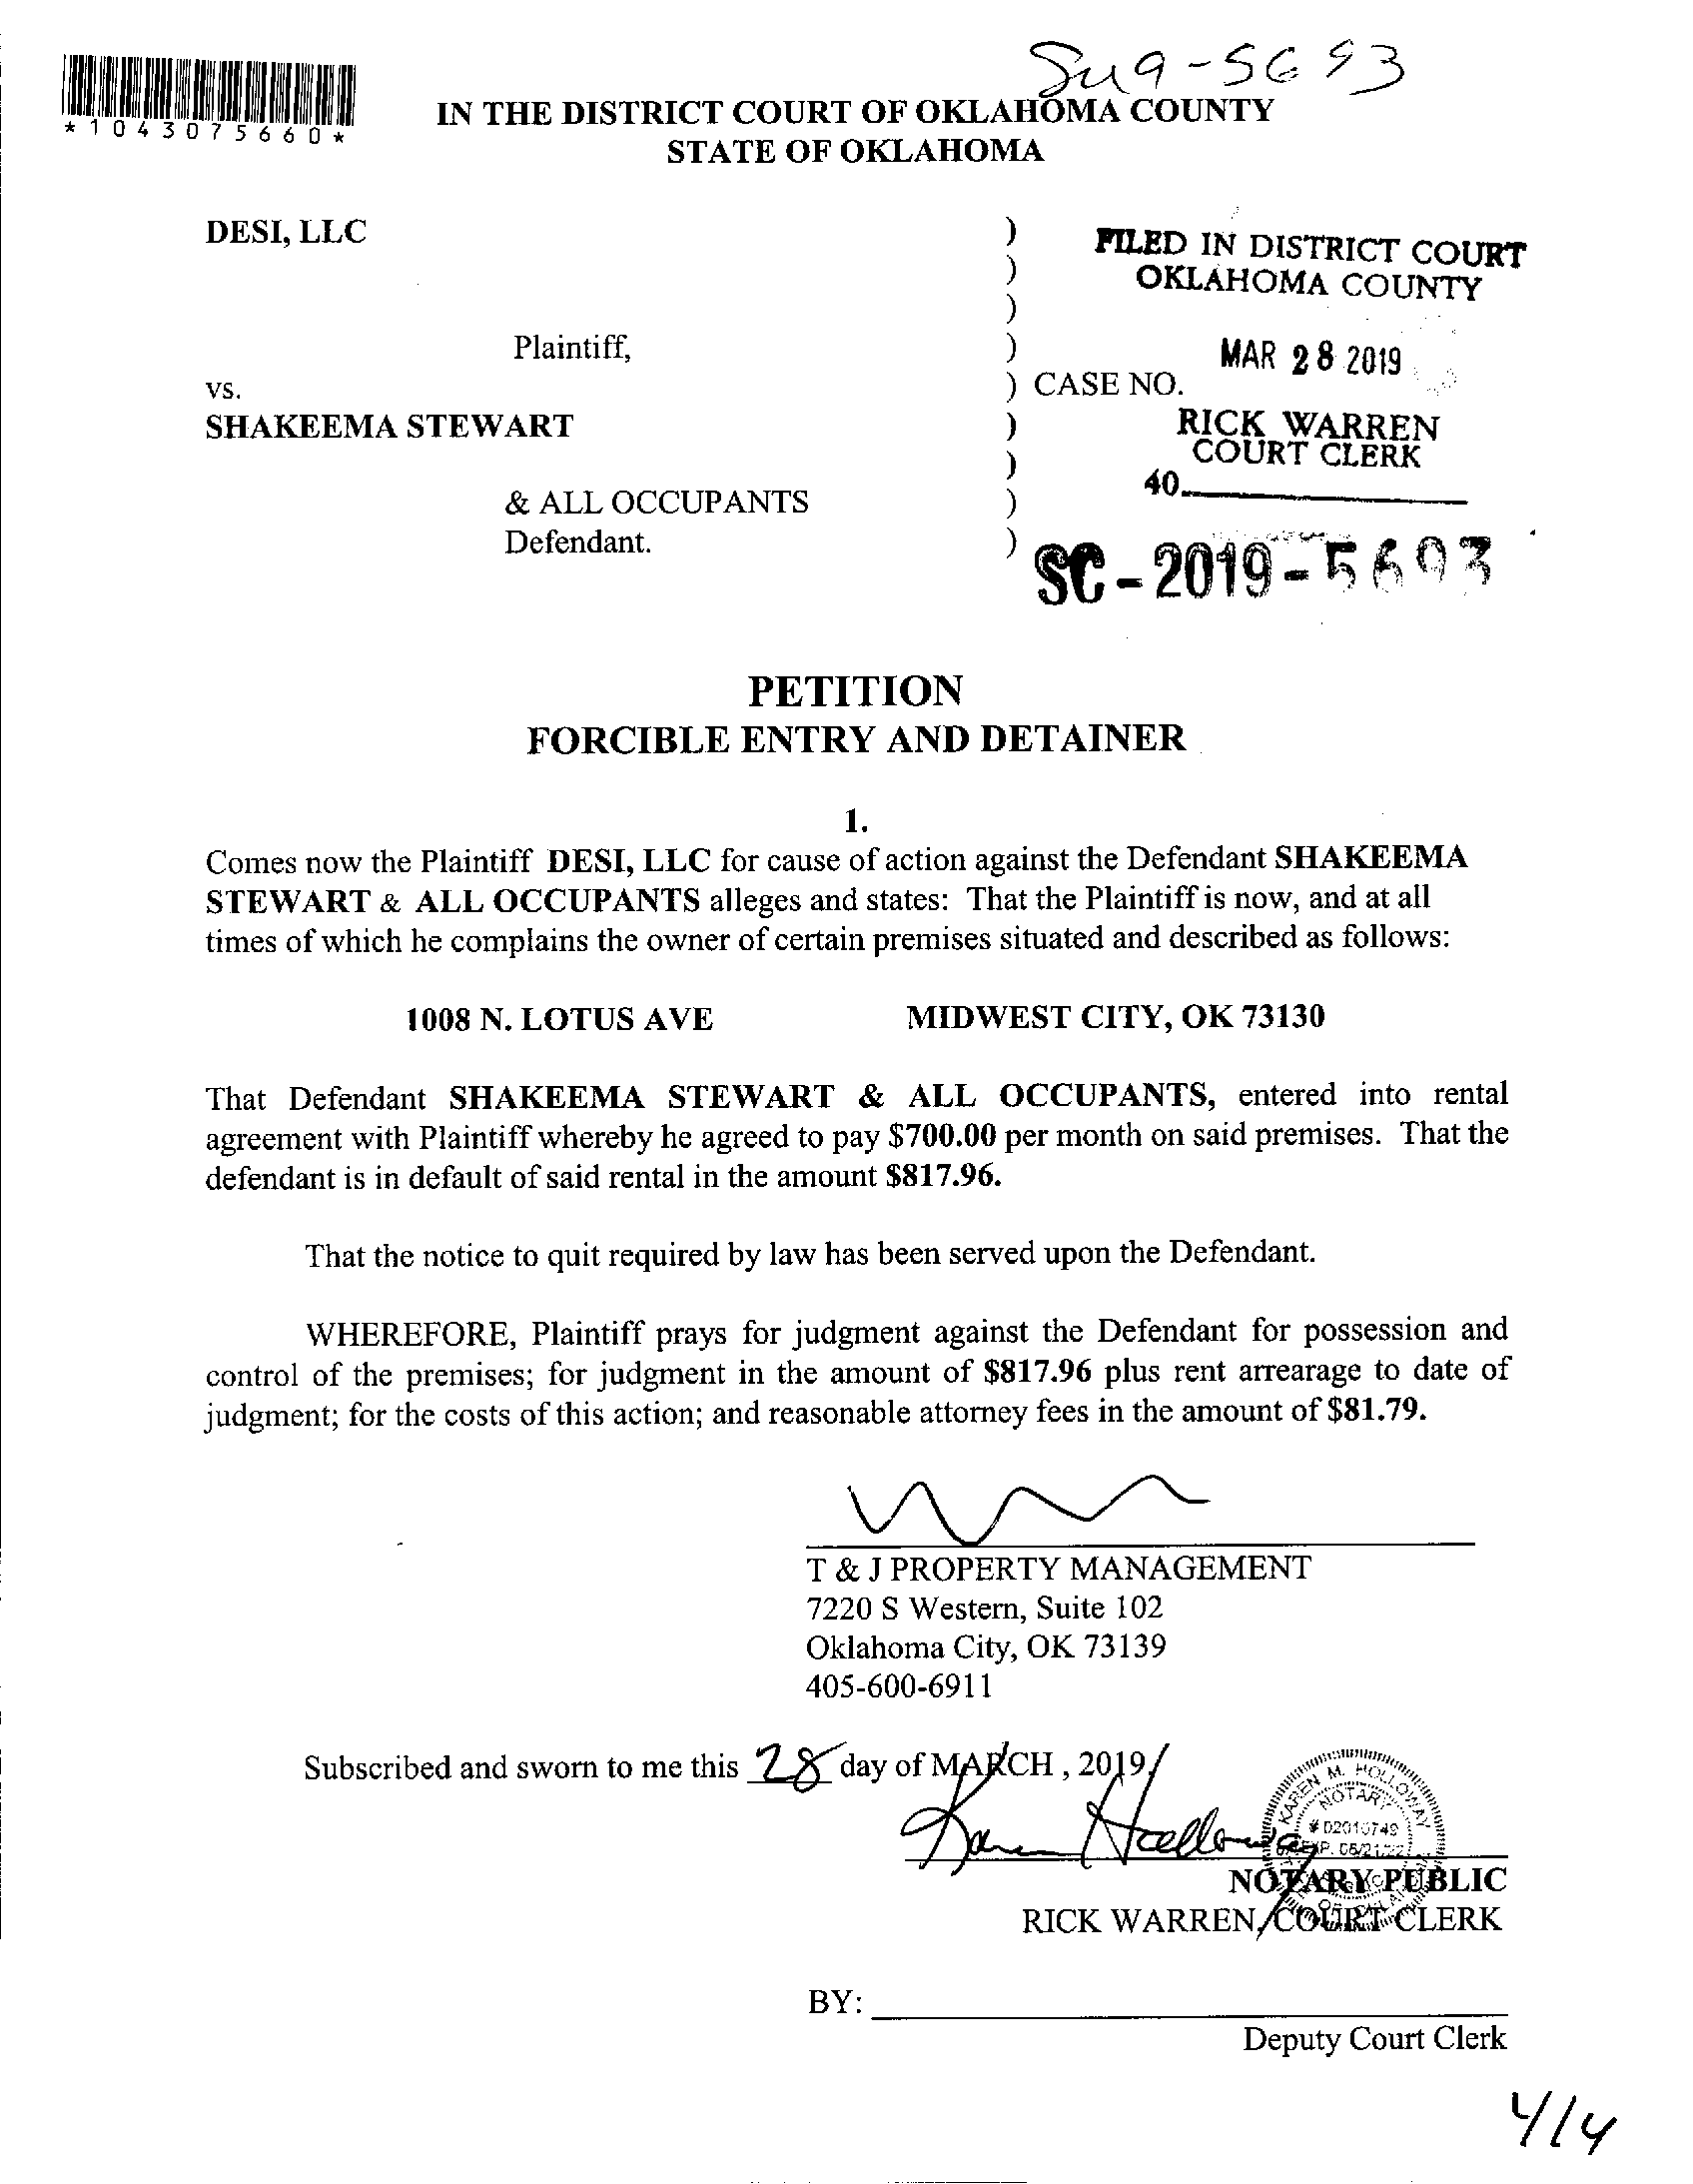 *1043075660*
IN THE DISTRICT COURT OF OKLAHOMA COUNTY
STATE OF OKLAHOMA
DESI, LLC )
)
)
Plaintiff, )
vs. ) CASE NO.
SHAKEEMA STEWART )
)
& ALL OCCUPANTS )
Defendant. )
FILED IN DISTRICT COURT
OKLAHOMA COUNTY
MAR 28 2019
RICK WARREN
COURT CLERK
40
SC-2019-5693
PETITION
FORCIBLE ENTRY AND DETAINER
1.
Comes now the Plaintiff DESI, LLC for cause of action against the Defendant SHAKEEMA
STEWART & ALL OCCUPANTS alleges and states: That the Plaintiff is now, and at all
times of which he complains the owner of certain premises situated and described as follows:
1008 N. LOTUS AVE MIDWEST CITY, OK 73130
That Defendant SHAKEEMA STEWART & ALL OCCUPANTS, entered into rental
agreement with Plaintiff whereby he agreed to pay $700.00 per month on said premises. That the
defendant is in default of said rental in the amount $817.96.
That the notice to quit required by law has been served upon the Defendant.
WHEREFORE, Plaintiff prays for judgment against the Defendant for possession and
control of the premises; for judgment in the amount of $817.96 plus rent arrearage to date of
judgment; for the costs of this action; and reasonable attorney fees in the amount of $81.79.
T & J PROPERTY MANAGEMENT
7220 S Western, Suite 102
Oklahoma City, OK 73139
405-600-6911
Subscribed and sworn to me this 28 day of MARCH , 2019.
Karen Holloway
KAREN M. HOLLOWAY
NOTARY
NOTARY PUBLIC
RICK WARREN, COURT CLERK
BY:
Deputy Court Clerk
4/14